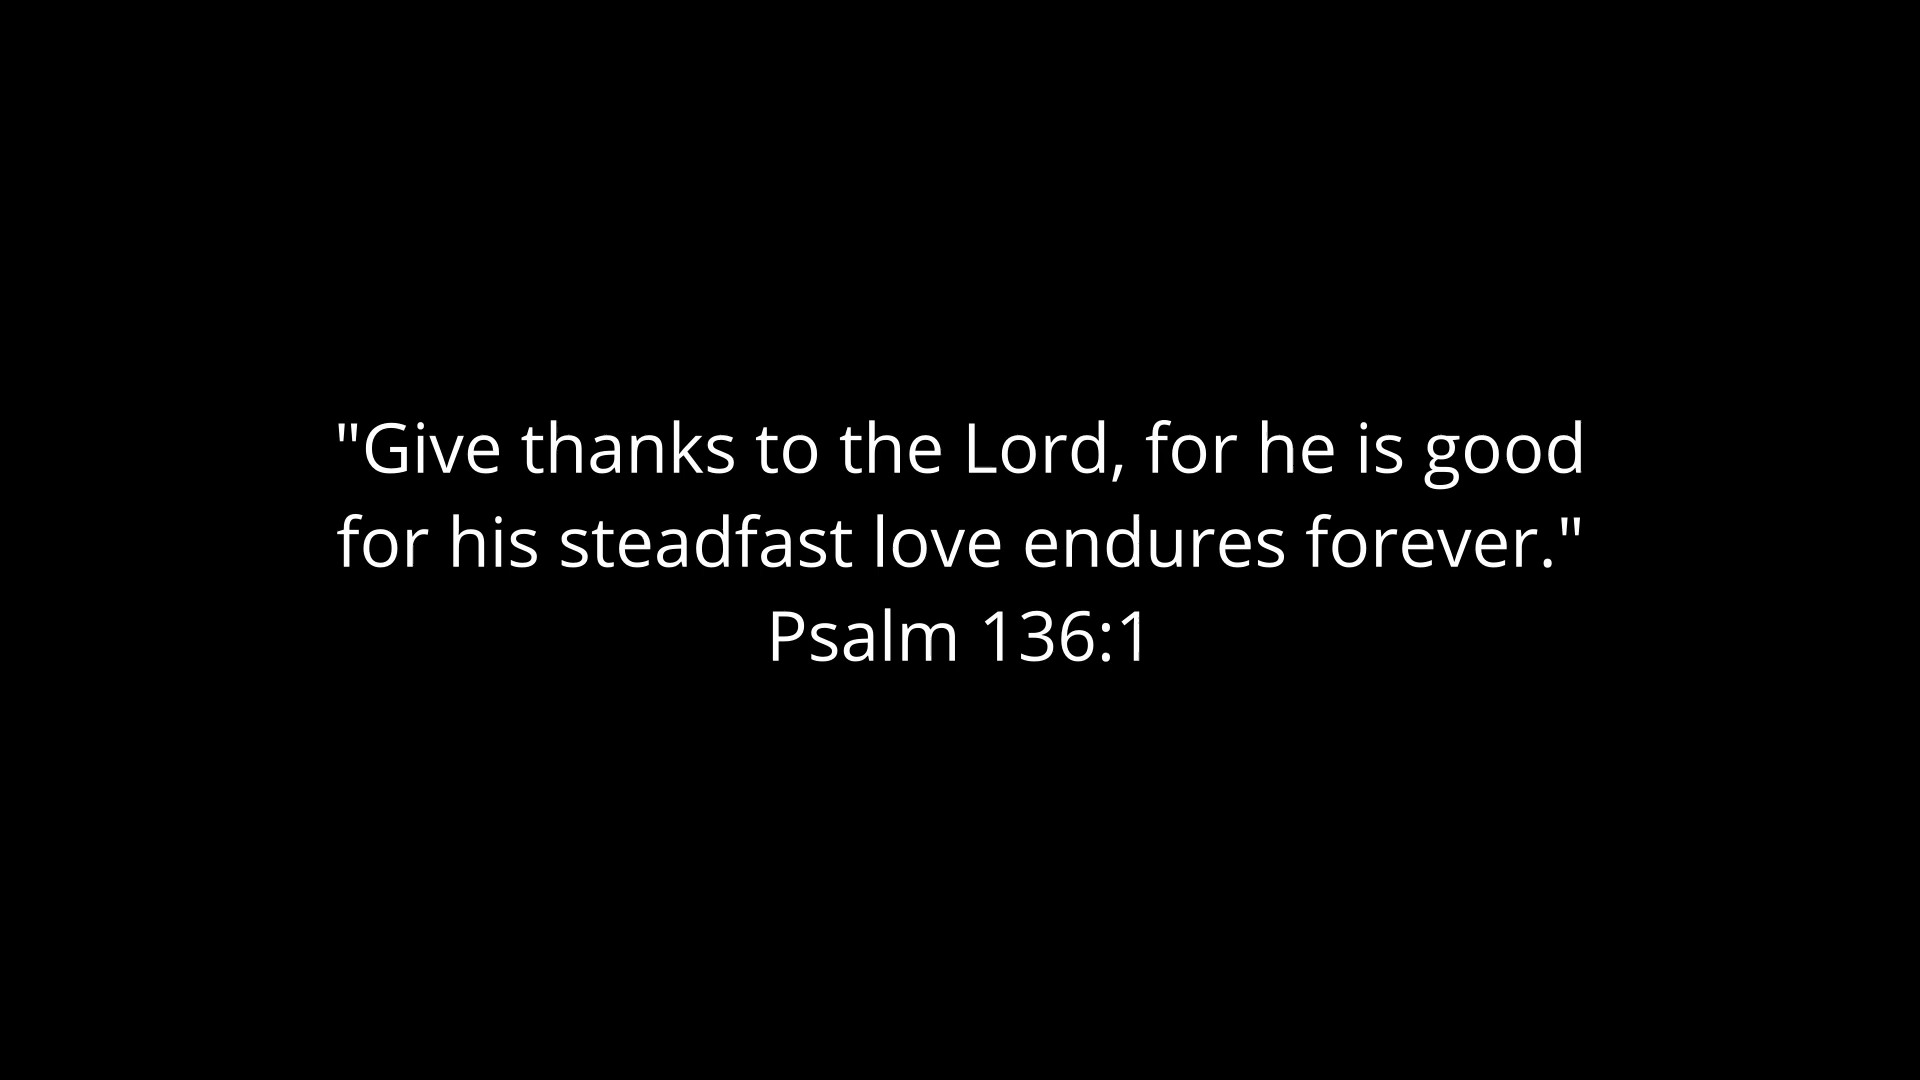 "Give thanks to the Lord, for he is good
for his steadfast love endures forever."
Psalm 136:1